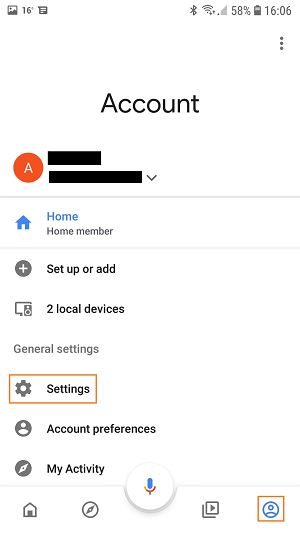 16° 58% 16:06
Account
A
Home
Home member
Set up or add
2 local devices
General settings
Settings
Account preferences
My Activity